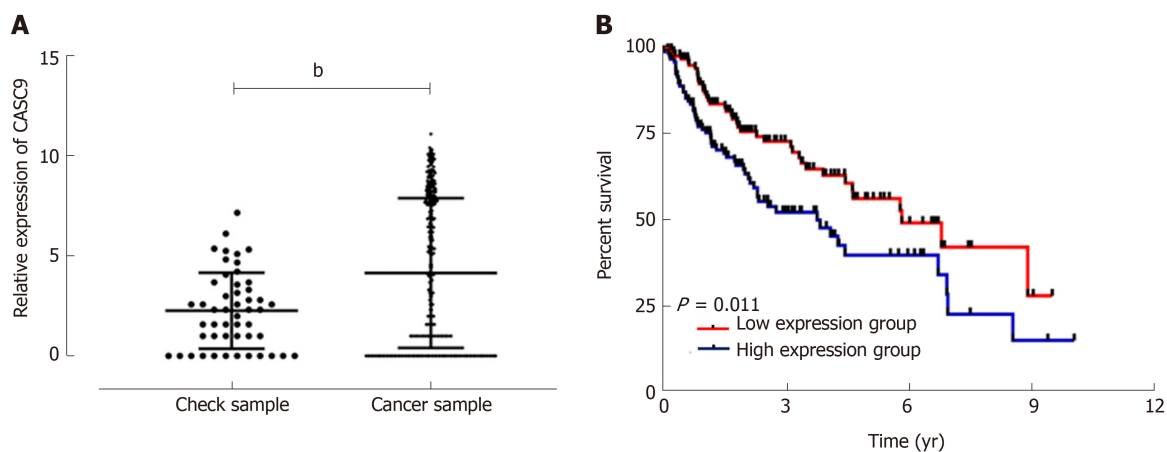 A
Relative expression of CASC9
15
10
5
0
b
Check sample
Cancer sample
B
Percent survival
100
75
50
25
0
P = 0.011
Low expression group
High expression group
0 3 6 9 12
Time (yr)